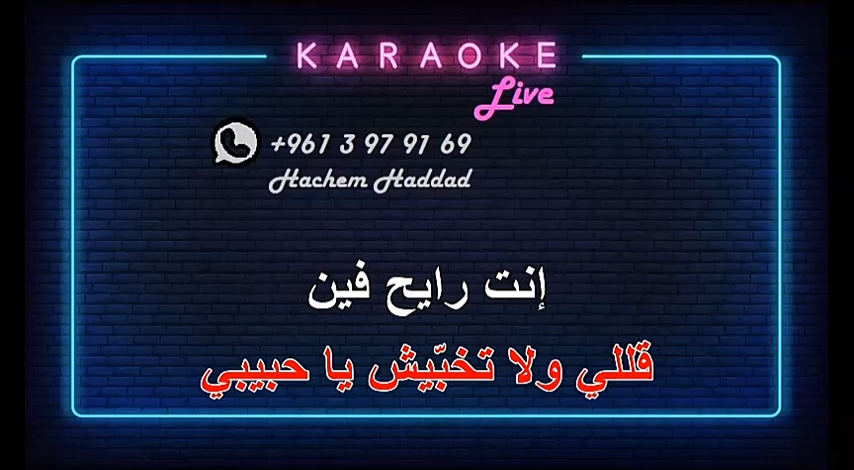 KARAOKE
Live
+961 3 97 91 69
Hachem Haddad
إنت رايح فين
قللي ولا تخبّيش يا حبيبي